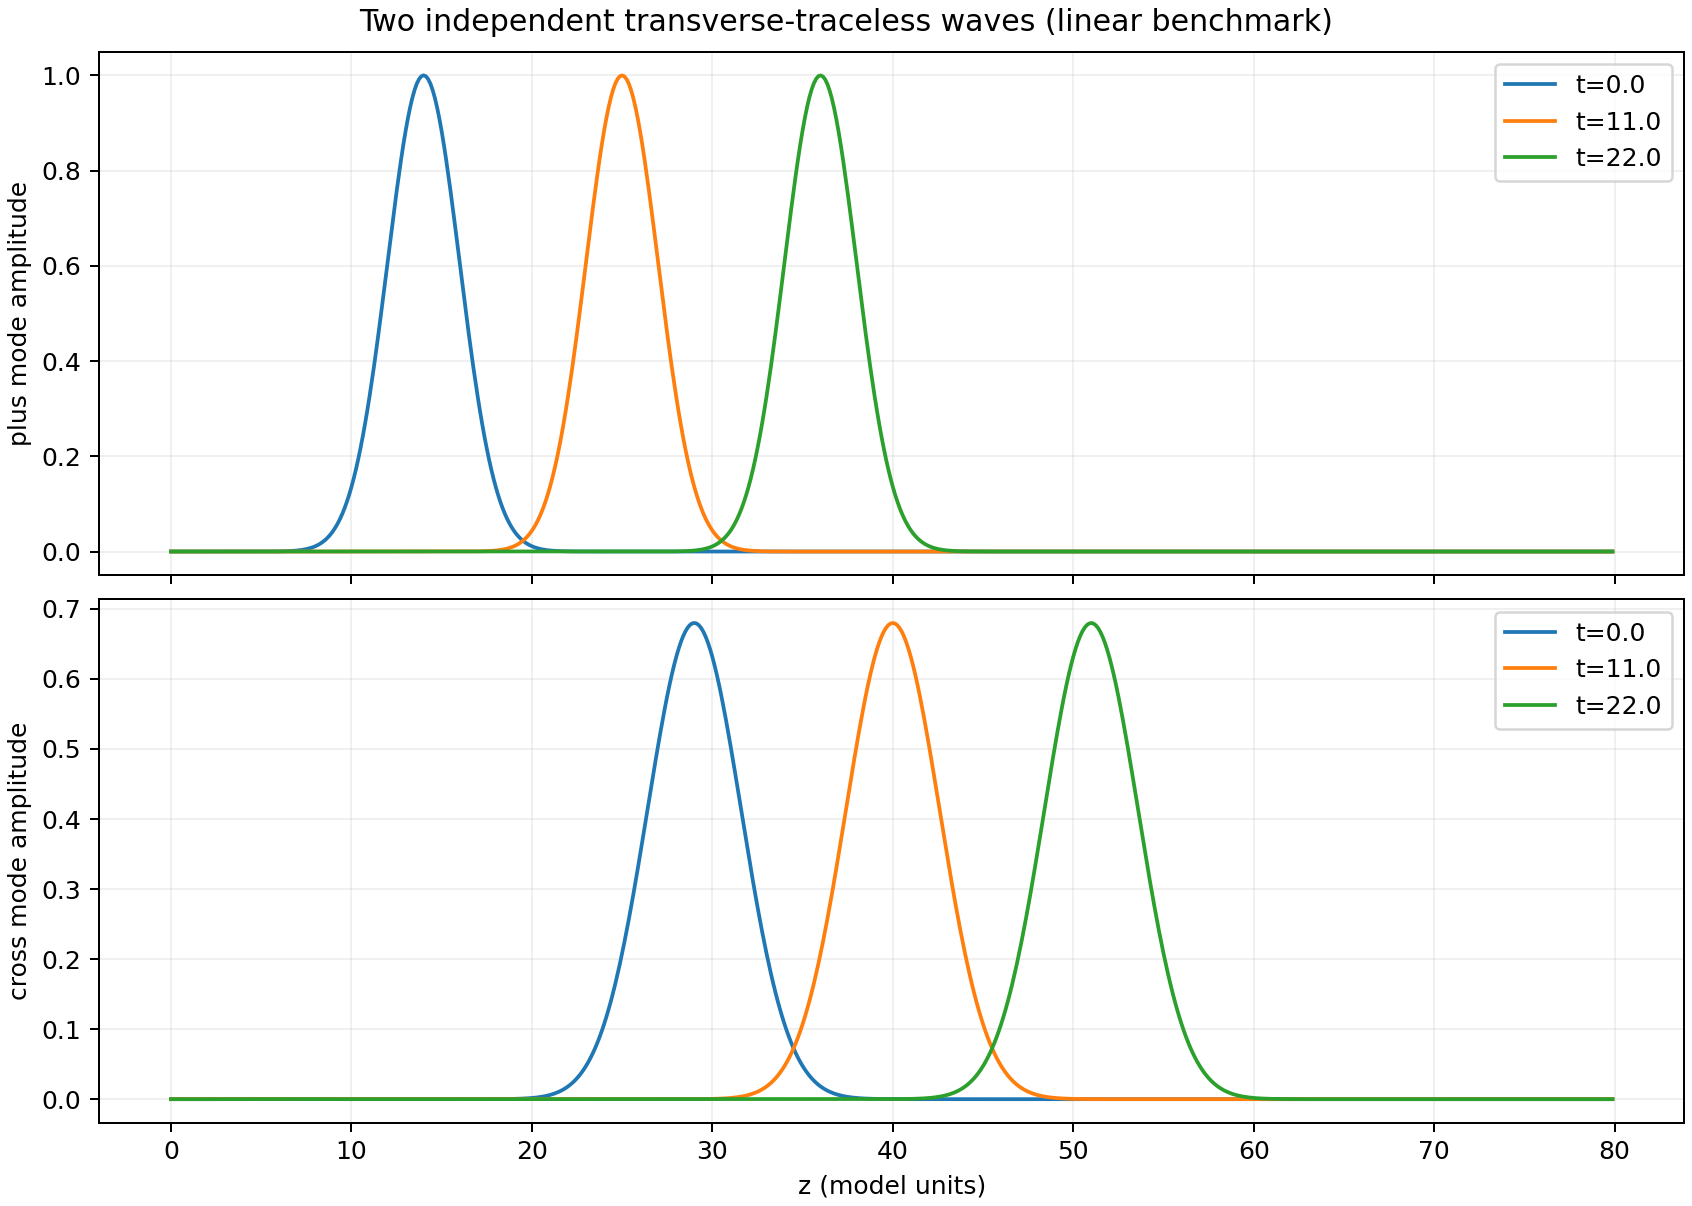 Two independent transverse-traceless waves (linear benchmark)
plus mode amplitude
1.0
0.8
0.6
0.4
0.2
0.0
t=0.0
t=11.0
t=22.0
cross mode amplitude
0.7
0.6
0.5
0.4
0.3
0.2
0.1
0.0
t=0.0
t=11.0
t=22.0
0 10 20 30 40 50 60 70 80
z (model units)